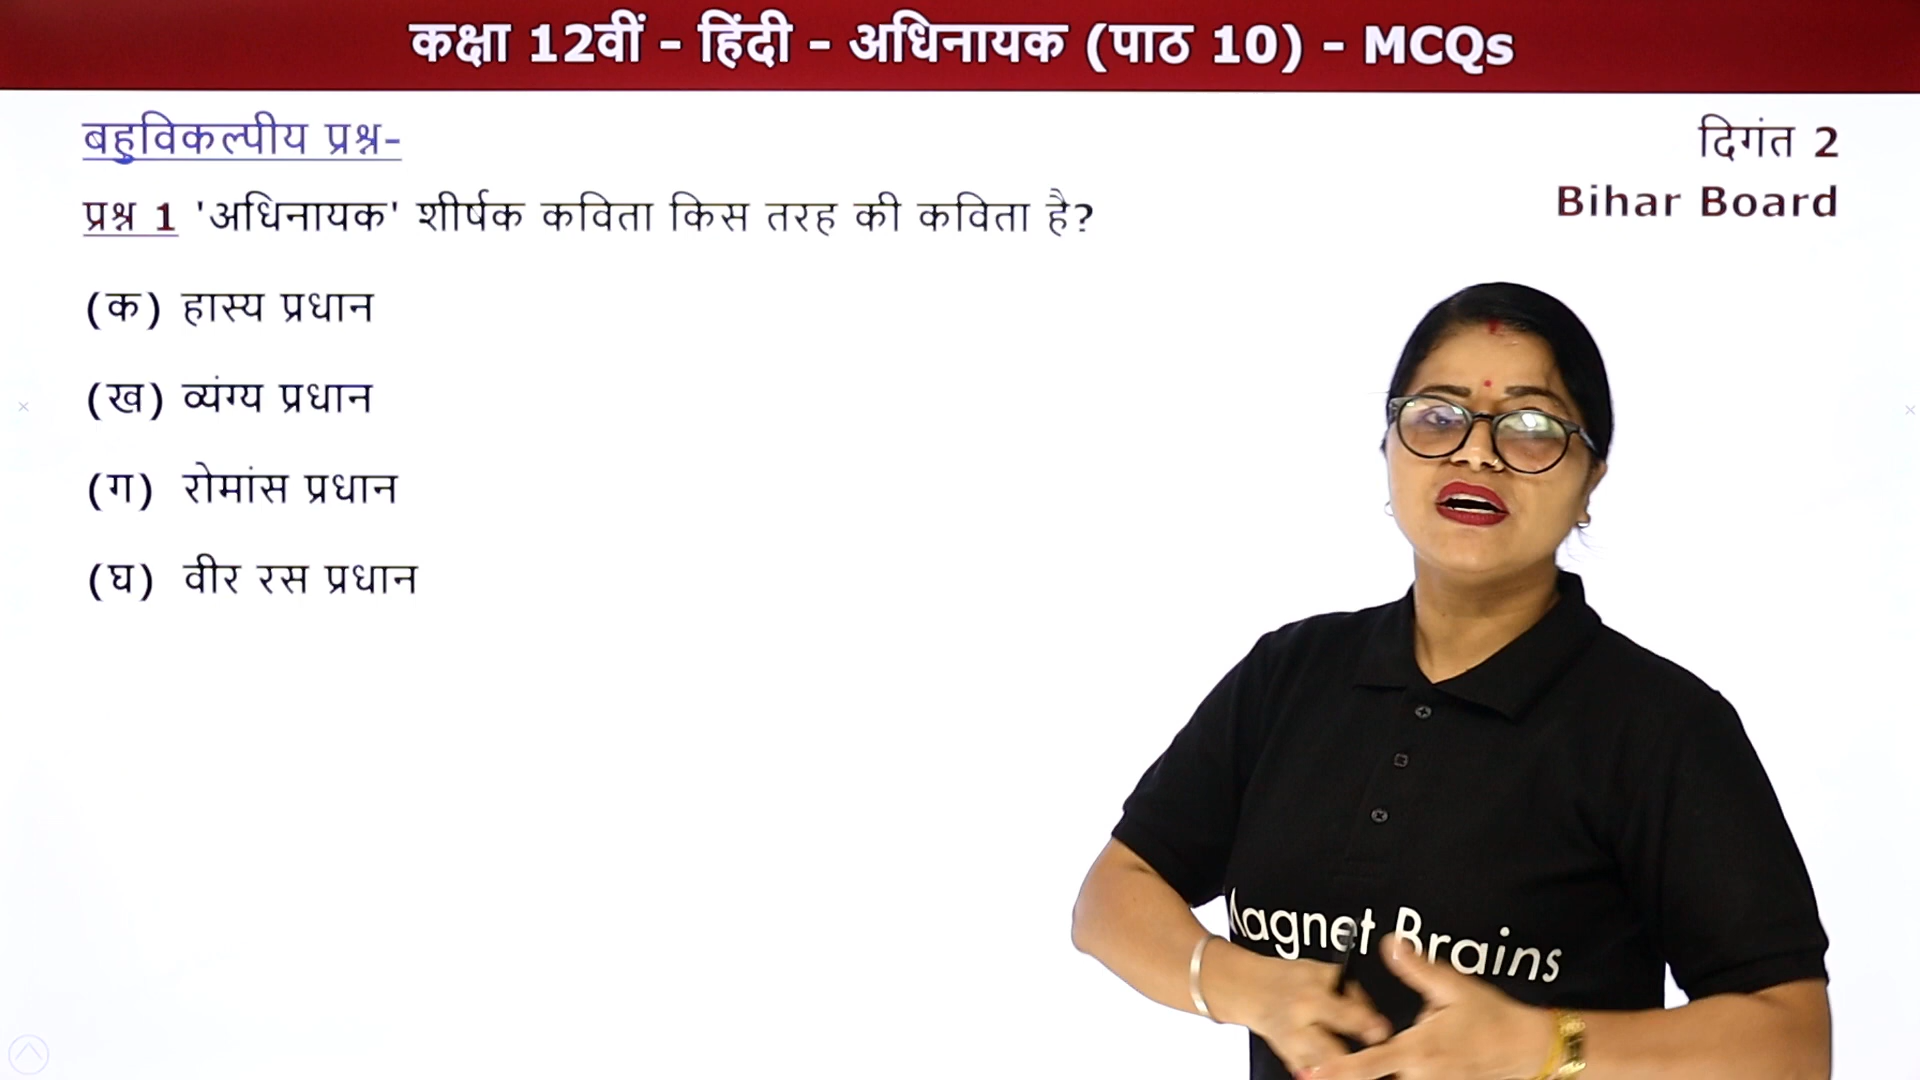 कक्षा 12वीं - हिंदी - अधिनायक (पाठ 10) - MCQs
बहुविकल्पीय प्रश्न-
दिगंत 2
Bihar Board
प्रश्न 1 'अधिनायक' शीर्षक कविता किस तरह की कविता है?
(क) हास्य प्रधान
(ख) व्यंग्य प्रधान
(ग) रोमांस प्रधान
(घ) वीर रस प्रधान
Magnet Brains